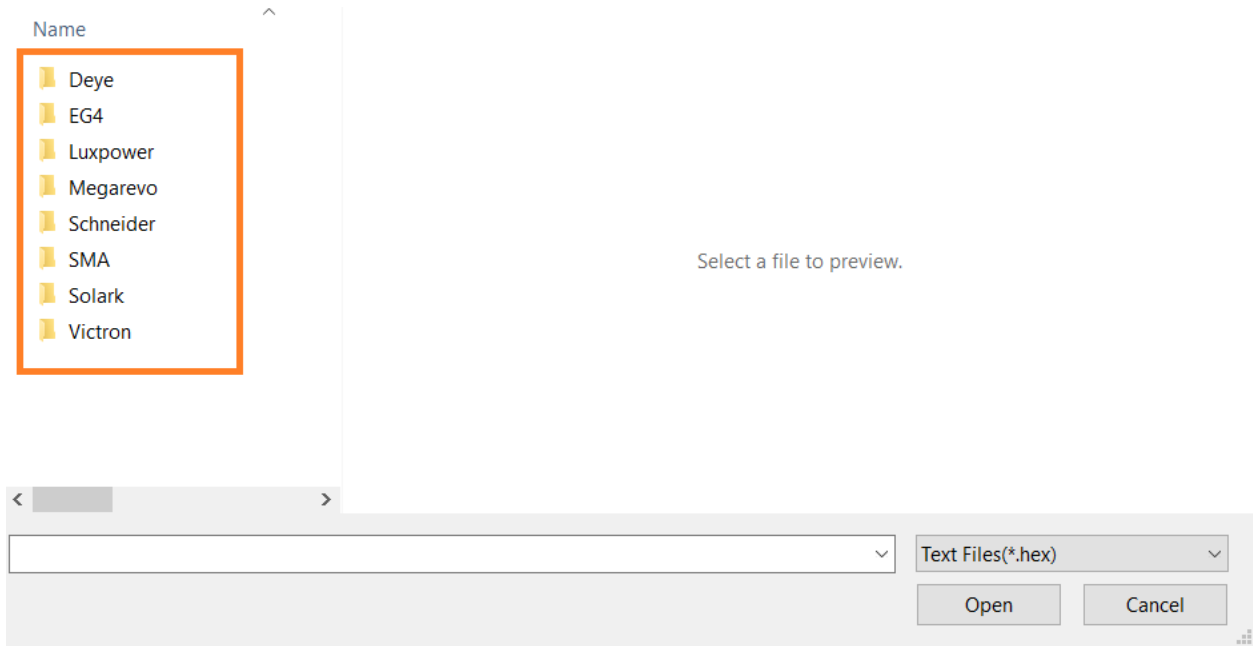 Name
Deye
EG4
Luxpower
Megarevo
Schneider
SMA
Solark
Victron
Select a file to preview.
Text Files(*.hex)
Open
Cancel